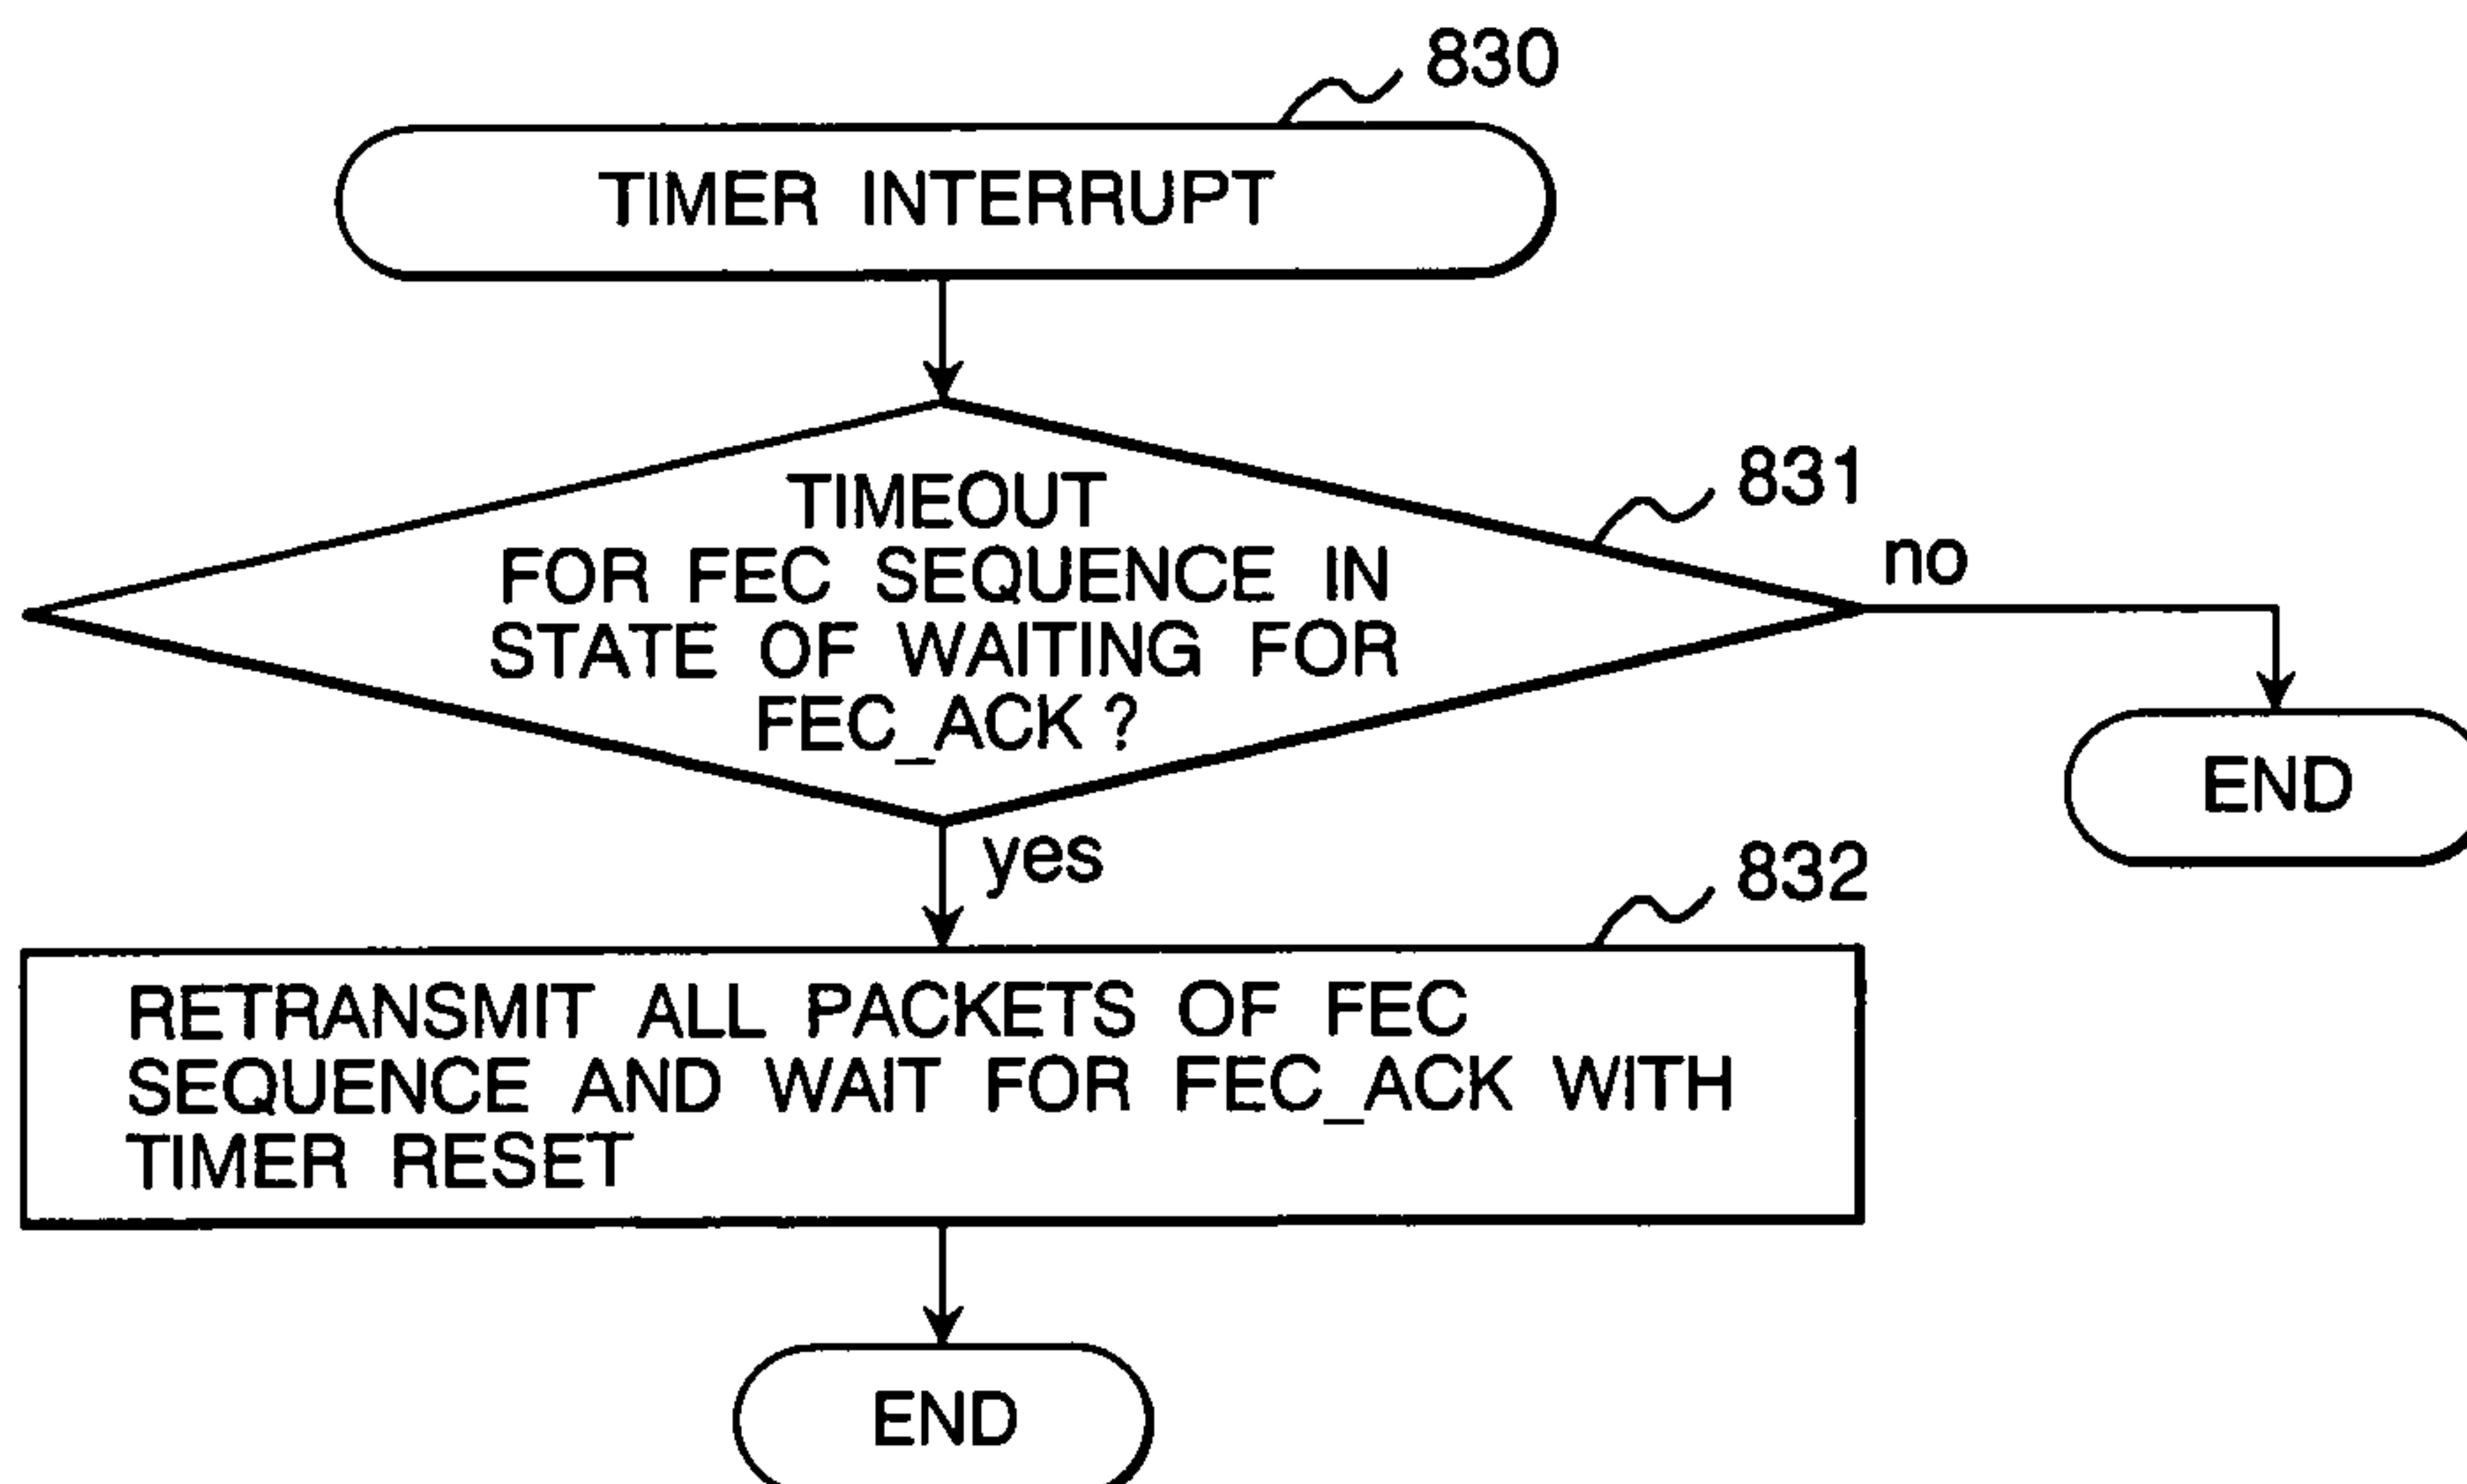 830
TIMER INTERRUPT
TIMEOUT
FOR FEC SEQUENCE IN
STATE OF WAITING FOR
FEC_ACK ?
831
no
END
yes
832
RETRANSMIT ALL PACKETS OF FEC
SEQUENCE AND WAIT FOR FEC_ACK WITH
TIMER RESET
END